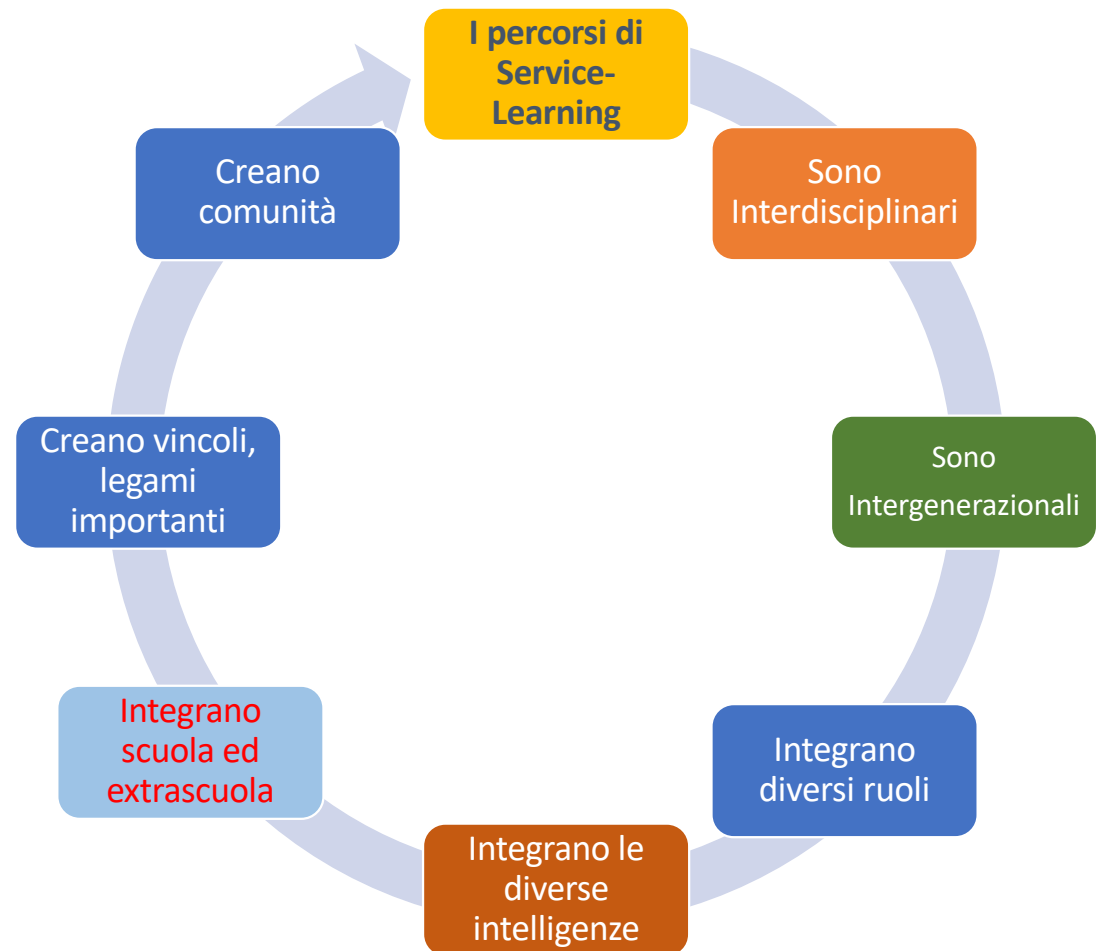 I percorsi di
Service-
Learning
Sono
Interdisciplinari
Sono
Intergenerazionali
Integrano
diversi ruoli
Integrano le
diverse
intelligenze
Integrano
scuola ed
extrascuola
Creano vincoli,
legami
importanti
Creano
comunità